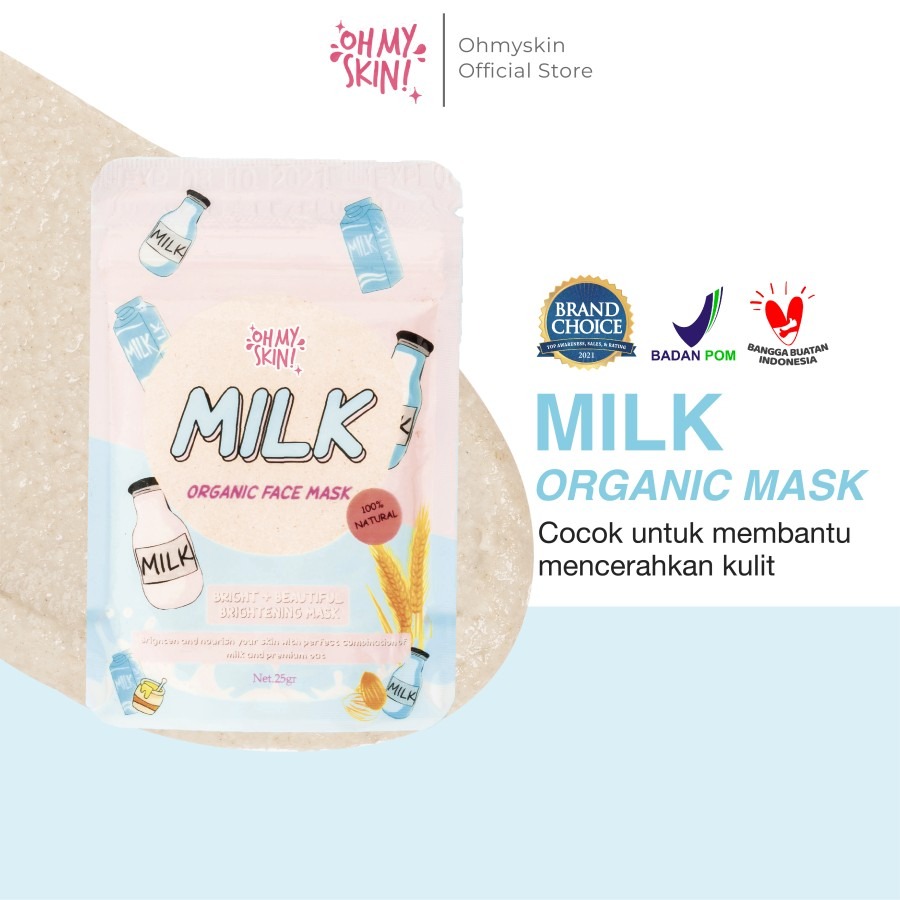 OH MY
SKIN!
Ohmyskin
Official Store
MILK
MILK
MILK
OH MY
SKIN!
MILK
ORGANIC FACE MASK
100%
NATURAL
MILK
BRIGHT + BEAUTIFUL
BRIGHTENING MASK
Brighten and nourish your skin with perfect combination of
milk and premium oat
Net.25gr
MILK
MILK
BRAND
CHOICE
TOP AWARENESS, SALES, & RATING
2021
BADAN POM
BANGGA BUATAN
INDONESIA
MILK
ORGANIC MASK
Cocok untuk membantu
mencerahkan kulit